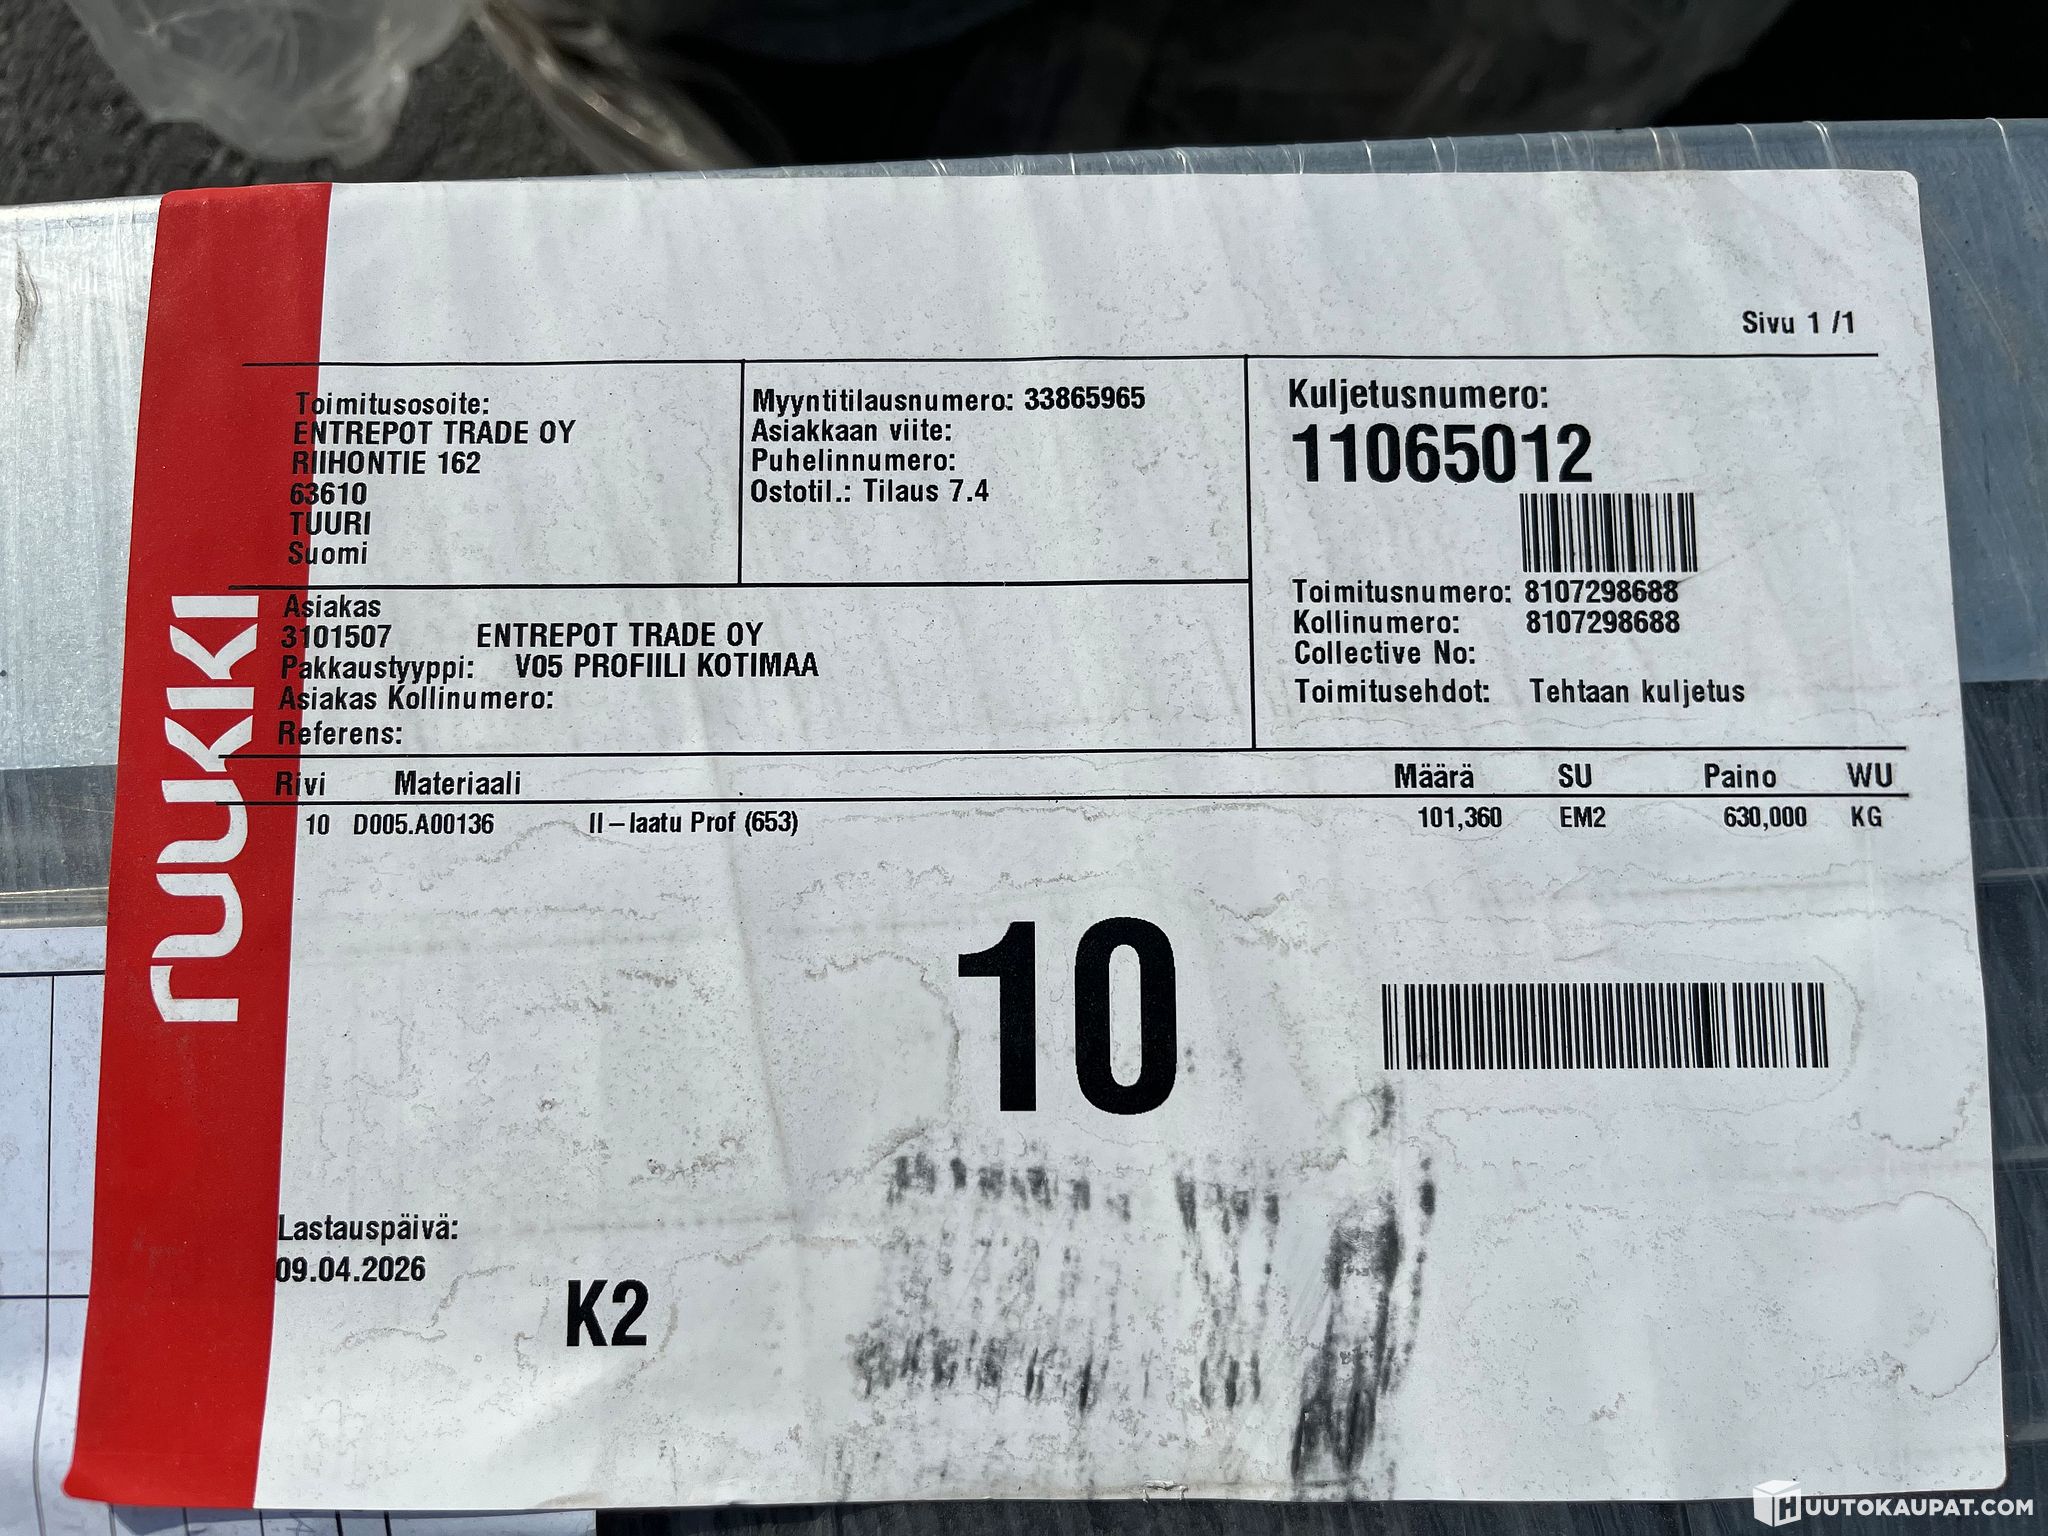 ruukki
Sivu 1 /1
Toimitusosoite:
ENTREPOT TRADE OY
RIIHONTIE 162
63610
TUURI
Suomi
Myyntitilausnumero: 33865965
Asiakkaan viite:
Puhelinnumero:
Ostotil.: Tilaus 7.4
Kuljetusnumero:
11065012
Toimitusnumero: 8107298688
Kollinumero: 8107298688
Collective No:
Toimitusehdot: Tehtaan kuljetus
Asiakas
3101507 ENTREPOT TRADE OY
Pakkaustyyppi: V05 PROFIILI KOTIMAA
Asiakas Kollinumero:
Referens:
Rivi Materiaali Määrä SU Paino WU
10 D005.A00136 II-laatu Prof (653) 101,360 EM2 630,000 KG
10
Lastauspäivä:
09.04.2026
K2
HUUTOKAUPAT.COM